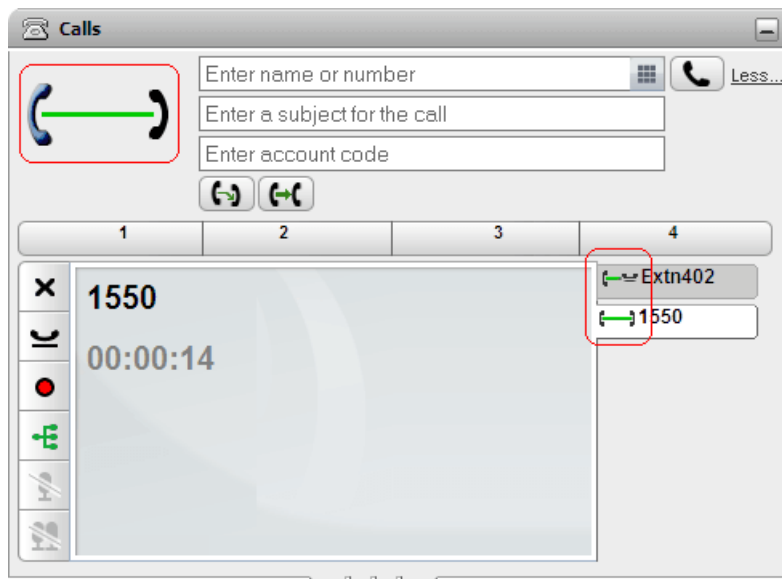 Calls
Enter name or number
Less...
Enter a subject for the call
Enter account code
1 2 3 4
1550
00:00:14
Extn402
1550